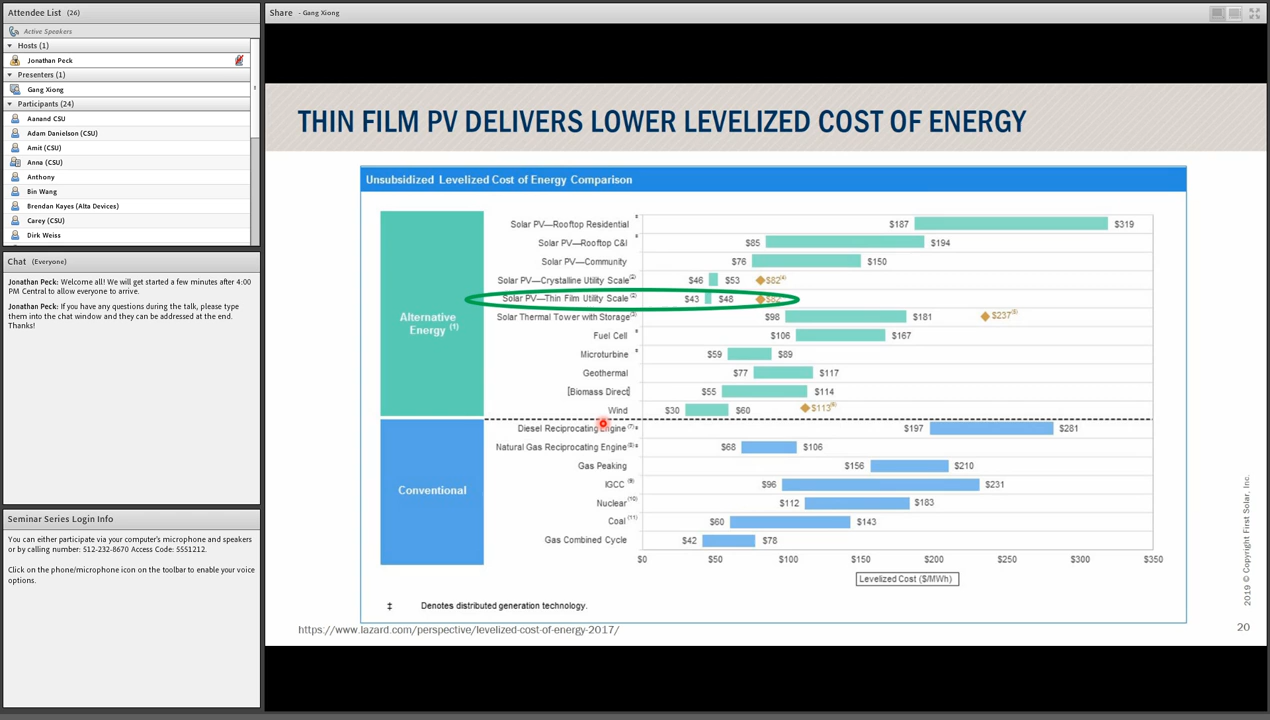 Attendee List (26)
Active Speakers
Hosts (1)
Jonathan Peck
Presenters (1)
Gang Xiong
Participants (24)
Aanand CSU
Adam Danielson (CSU)
Amit (CSU)
Anna (CSU)
Anthony
Bin Wang
Brendan Kayes (Alta Devices)
Carey (CSU)
Dirk Weiss
Chat (Everyone)
Jonathan Peck: Welcome all! We will get started a few minutes after 4:00
PM Central to allow everyone to arrive.
Jonathan Peck: If you have any questions during the talk, please type
them into the chat window and they can be addressed at the end.
Thanks!
Seminar Series Login Info
You can either participate via your computer's microphone and speakers
or by calling number: 512-232-8670 Access Code: 5551212.
Click on the phone/microphone icon on the toolbar to enable your voice
options.
Share - Gang Xiong
THIN FILM PV DELIVERS LOWER LEVELIZED COST OF ENERGY
Unsubsidized Levelized Cost of Energy Comparison
Alternative
Energy (1)
Solar PV—Rooftop Residential ‡ $187 $319
Solar PV—Rooftop C&I ‡ $85 $194
Solar PV—Community $76 $150
Solar PV—Crystalline Utility Scale(2) $46 $53 $82(4)
Solar PV—Thin Film Utility Scale(2) $43 $48
Solar Thermal Tower with Storage(3) $98 $181 $237(5)
Fuel Cell ‡ $106 $167
Microturbine ‡ $59 $89
Geothermal $77 $117
[Biomass Direct] $55 $114
Wind $30 $60 $113(6)
Conventional
Diesel Reciprocating Engine (7)‡ $197 $281
Natural Gas Reciprocating Engine(8)‡ $68 $106
Gas Peaking $156 $210
IGCC (9) $96 $231
Nuclear (10) $112 $183
Coal (11) $60 $143
Gas Combined Cycle $42 $78
$0 $50 $100 $150 $200 $250 $300 $350
Levelized Cost ($/MWh)
‡ Denotes distributed generation technology.
https://www.lazard.com/perspective/levelized-cost-of-energy-2017/
2019 © Copyright First Solar, Inc.
20